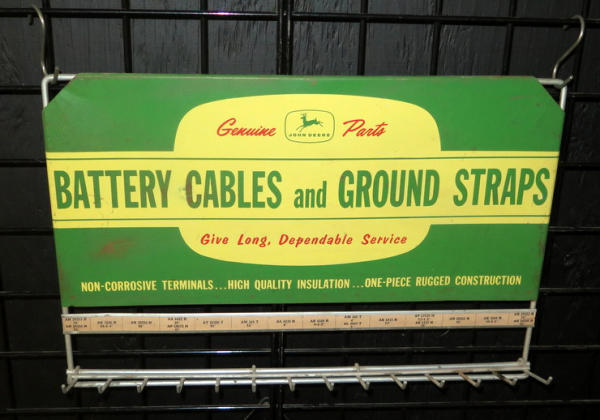 Genuine JOHN DEERE Parts
BATTERY CABLES and GROUND STRAPS
Give Long, Dependable Service
NON-CORROSIVE TERMINALS...HIGH QUALITY INSULATION...ONE-PIECE RUGGED CONSTRUCTION